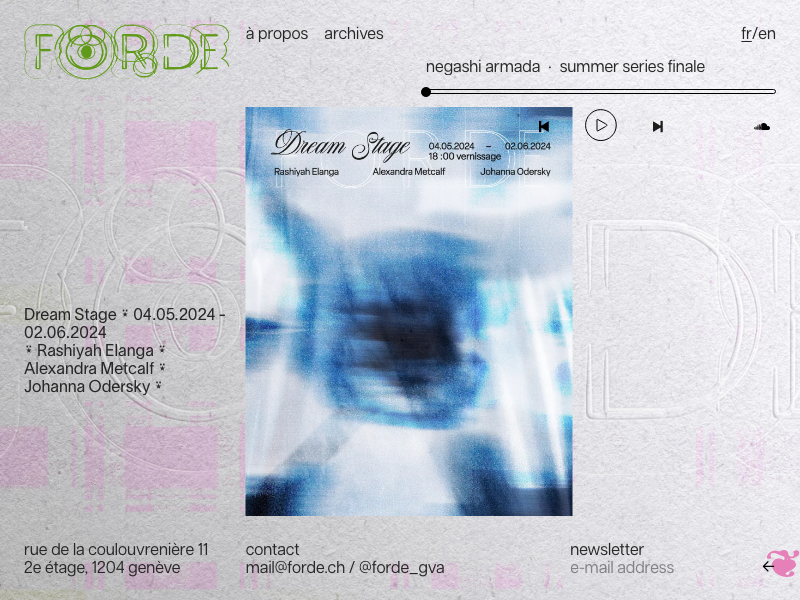 FORDE
à propos archives
fr/en
negashi armada · summer series finale
Dream Stage
04.05.2024 – 02.06.2024
18 :00 vernissage
Rashiyah Elanga Alexandra Metcalf Johanna Odersky
Dream Stage 04.05.2024 -
02.06.2024
Rashiyah Elanga
Alexandra Metcalf
Johanna Odersky
rue de la coulouvrenière 11
2e étage, 1204 genève
contact
mail@forde.ch / @forde_gva
newsletter
e-mail address